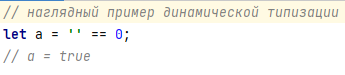 // наглядный пример динамической типизации
let a = '' == 0;
// a = true